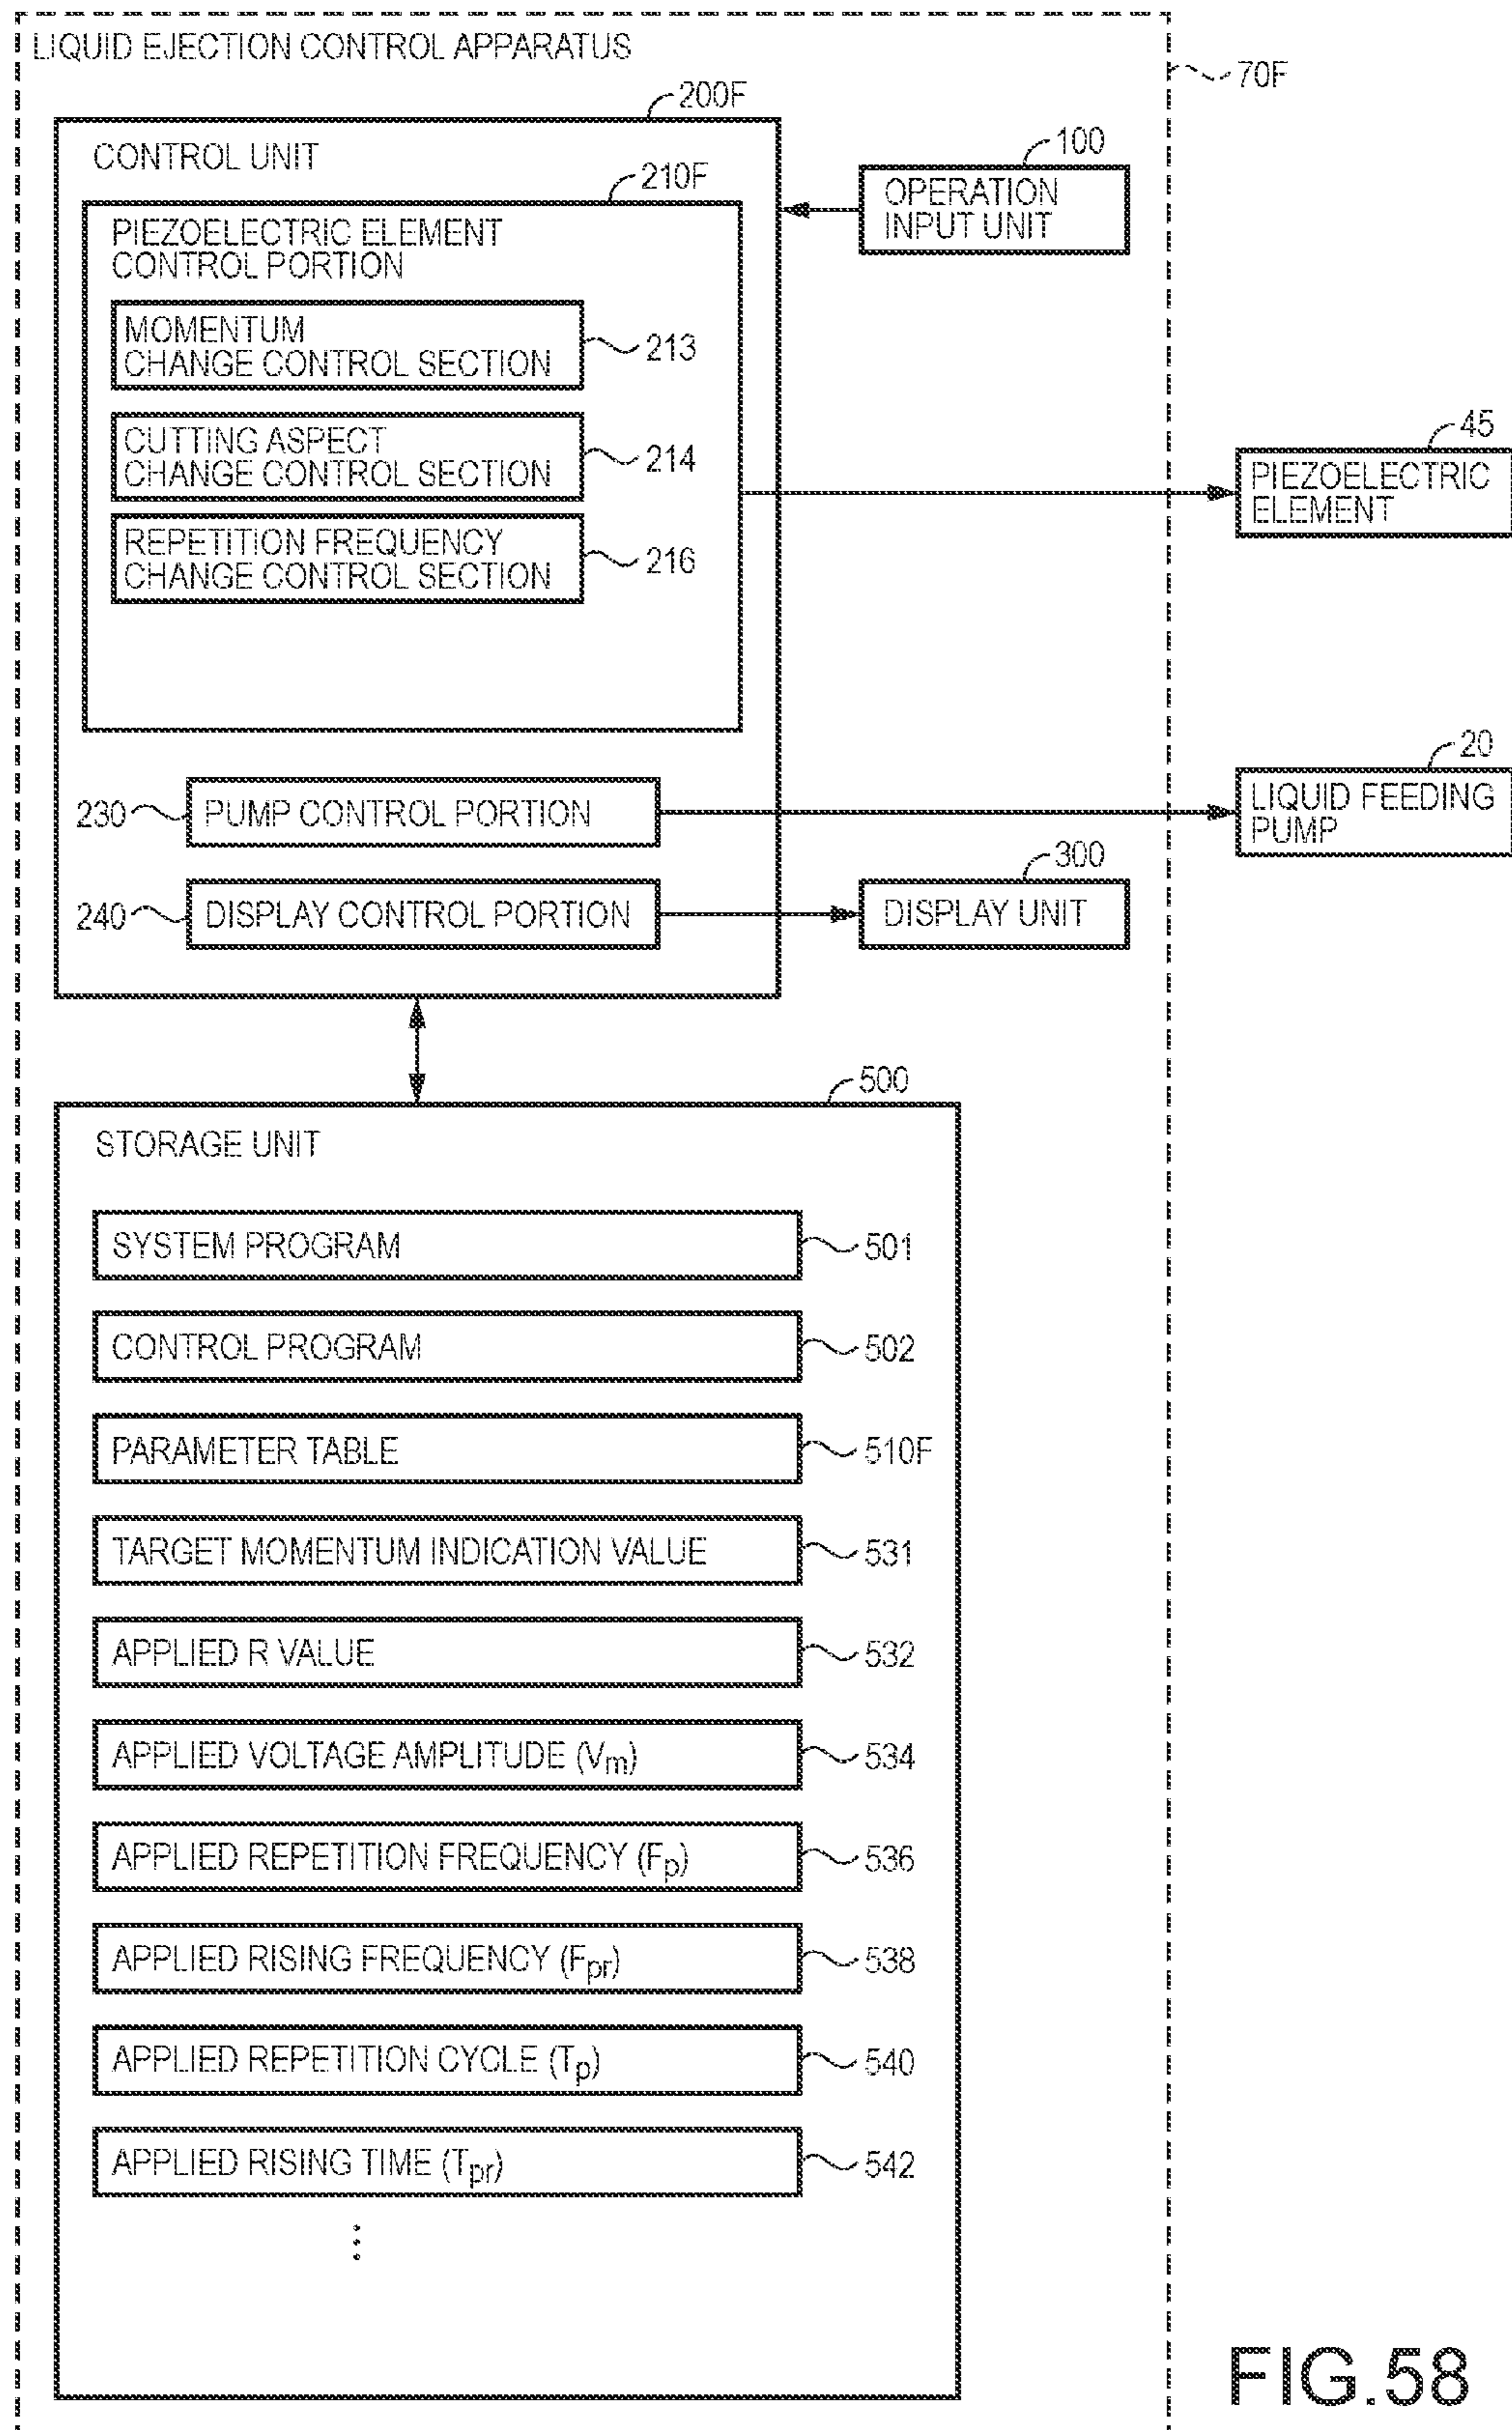 LIQUID EJECTION CONTROL APPARATUS
70F
200F
CONTROL UNIT
100
OPERATION
INPUT UNIT
210F
PIEZOELECTRIC ELEMENT
CONTROL PORTION
MOMENTUM
CHANGE CONTROL SECTION
213
CUTTING ASPECT
CHANGE CONTROL SECTION
214
45
PIEZOELECTRIC
ELEMENT
REPETITION FREQUENCY
CHANGE CONTROL SECTION
216
20
LIQUID FEEDING
PUMP
230
PUMP CONTROL PORTION
300
240
DISPLAY CONTROL PORTION
DISPLAY UNIT
500
STORAGE UNIT
SYSTEM PROGRAM
501
CONTROL PROGRAM
502
PARAMETER TABLE
510F
TARGET MOMENTUM INDICATION VALUE
531
APPLIED R VALUE
532
APPLIED VOLTAGE AMPLITUDE (Vm)
534
APPLIED REPETITION FREQUENCY (Fp)
536
APPLIED RISING FREQUENCY (Fpr)
538
APPLIED REPETITION CYCLE (Tp)
540
APPLIED RISING TIME (Tpr)
542
⋮
FIG.58